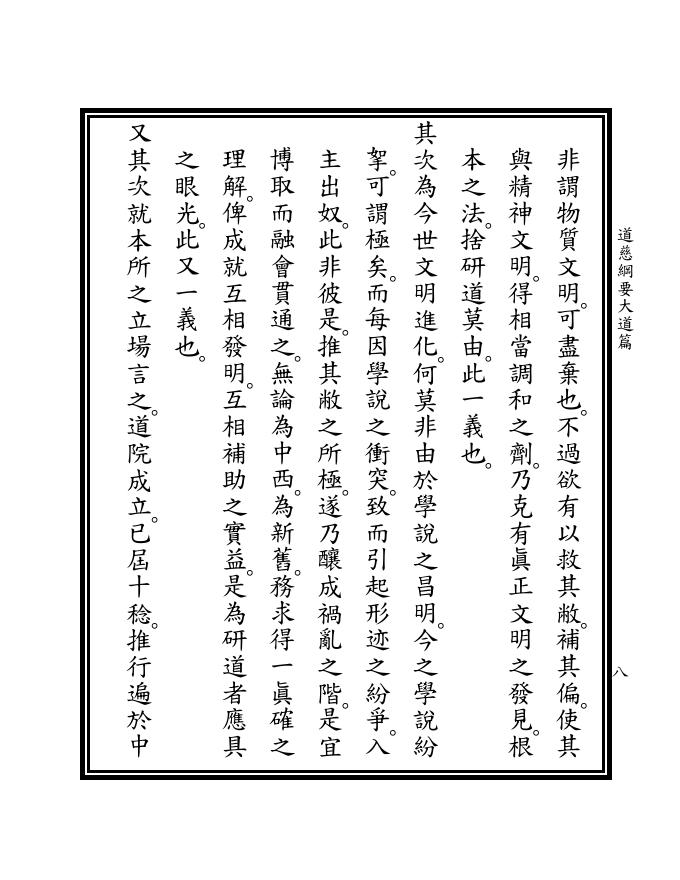 道慈綱要大道篇
非謂物質文明。可盡棄也。不過欲有以救其敝。補其偏。使其
與精神文明。得相當調和之劑。乃克有眞正文明之發見。根
本之法。捨研道莫由。此一義也。
其次為今世文明進化。何莫非由於學說之昌明。今之學說紛
挐。可謂極矣。而每因學說之衝突。致而引起形迹之紛爭。入
主出奴。此非彼是。推其敝之所極。遂乃釀成禍亂之階。是宜
博取而融會貫通之。無論為中西。為新舊。務求得一眞確之
理解。俾成就互相發明。互相補助之實益。是為研道者應具
之眼光。此又一義也。
又其次就本所之立場言之。道院成立。已屆十稔。推行遍於中
八